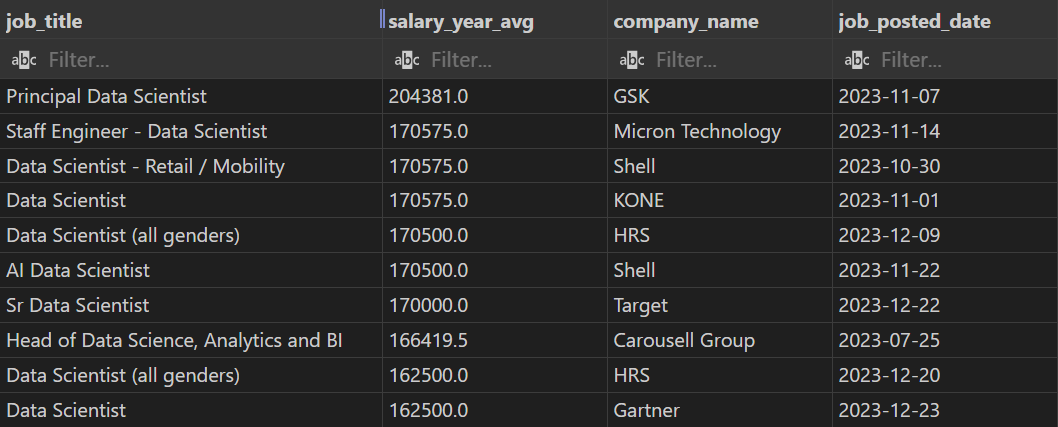 job_title salary_year_avg company_name job_posted_date
abc Filter... abc Filter... abc Filter... abc Filter...
Principal Data Scientist 204381.0 GSK 2023-11-07
Staff Engineer - Data Scientist 170575.0 Micron Technology 2023-11-14
Data Scientist - Retail / Mobility 170575.0 Shell 2023-10-30
Data Scientist 170575.0 KONE 2023-11-01
Data Scientist (all genders) 170500.0 HRS 2023-12-09
AI Data Scientist 170500.0 Shell 2023-11-22
Sr Data Scientist 170000.0 Target 2023-12-22
Head of Data Science, Analytics and BI 166419.5 Carousell Group 2023-07-25
Data Scientist (all genders) 162500.0 HRS 2023-12-20
Data Scientist 162500.0 Gartner 2023-12-23